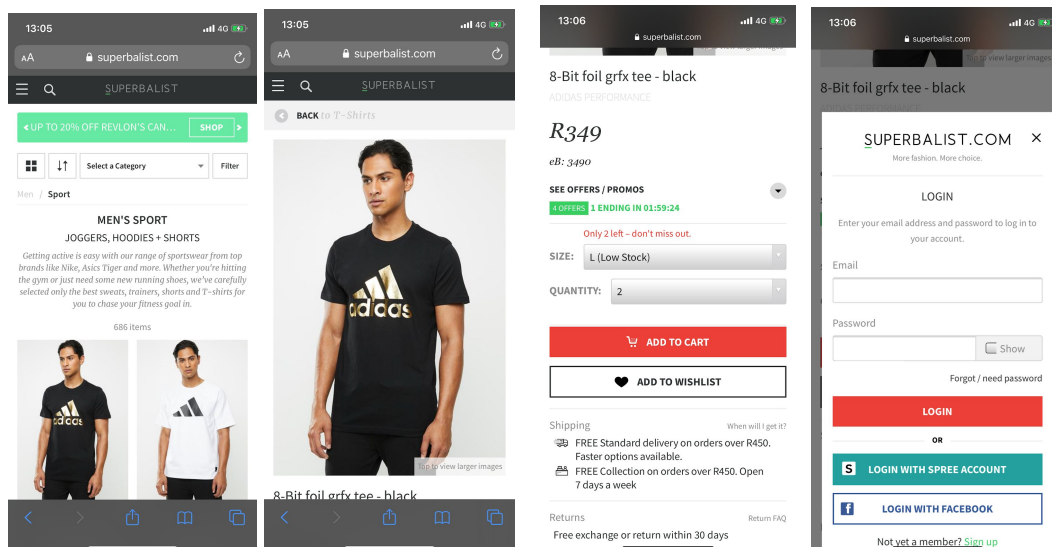 13:05
4G
AA
superbalist.com
SUPERBALIST
UP TO 20% OFF REVLON'S CAN...
SHOP
Select a Category
Filter
Men / Sport
MEN'S SPORT
JOGGERS, HOODIES + SHORTS
Getting active is easy with our range of sportswear from top
brands like Nike, Asics Tiger and more. Whether you're hitting
the gym or just need some new running shoes, we've carefully
selected only the best sweats, trainers, shorts and T-shirts for
you to chase your fitness goal in.
686 items
adidas
13:05
4G
AA
superbalist.com
SUPERBALIST
BACK to T-Shirts
adidas
Tap to view larger images
8-Bit foil grfx tee - black
13:06
4G
superbalist.com
Tap to view larger images
8-Bit foil grfx tee - black
ADIDAS PERFORMANCE
R349
eB: 3490
SEE OFFERS / PROMOS
4 OFFERS 1 ENDING IN 01:59:24
Only 2 left – don't miss out.
SIZE: L (Low Stock)
QUANTITY: 2
ADD TO CART
ADD TO WISHLIST
Shipping When will I get it?
FREE Standard delivery on orders over R450.
Faster options available.
FREE Collection on orders over R450. Open
7 days a week
Returns Return FAQ
Free exchange or return within 30 days
13:06
4G
superbalist.com
Tap to view larger images
8-Bit foil grfx tee - black
ADIDAS PERFORMANCE
SUPERBALIST.COM
More fashion. More choice.
LOGIN
Enter your email address and password to log in to
your account.
Email
Password
Show
Forgot / need password
LOGIN
OR
S LOGIN WITH SPREE ACCOUNT
f LOGIN WITH FACEBOOK
Not yet a member? Sign up